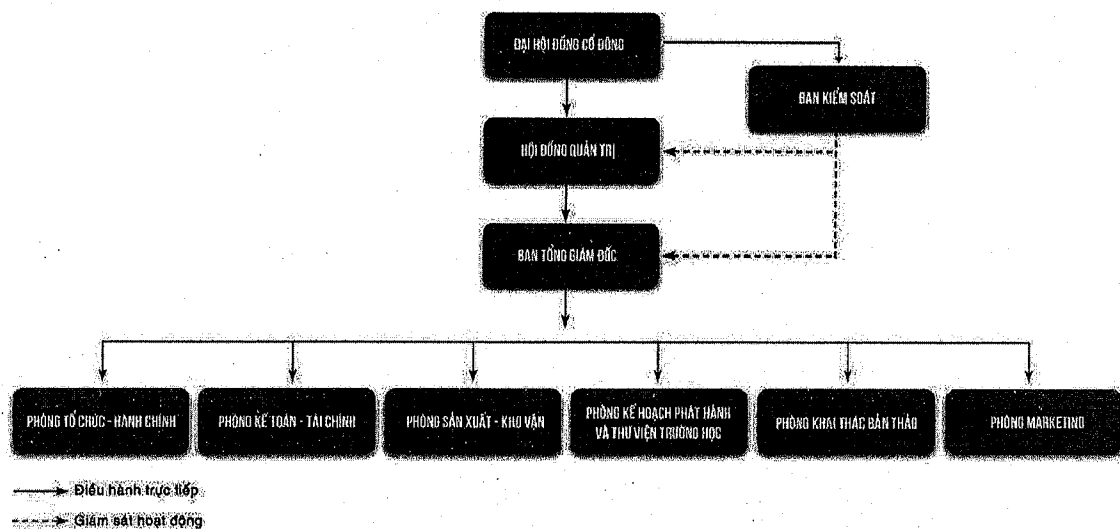 ĐẠI HỘI ĐỒNG CỔ ĐÔNG
BAN KIỂM SOÁT
HỘI ĐỒNG QUẢN TRỊ
BAN TỔNG GIÁM ĐỐC
PHÒNG TỔ CHỨC - HÀNH CHÍNH
PHÒNG KẾ TOÁN - TÀI CHÍNH
PHÒNG SẢN XUẤT - KHO VẬN
PHÒNG KẾ HOẠCH PHÁT HÀNH
VÀ THƯ VIỆN TRƯỜNG HỌC
PHÒNG KHAI THÁC BẢN THẢO
PHÒNG MARKETING
Điều hành trực tiếp
Giám sát hoạt động